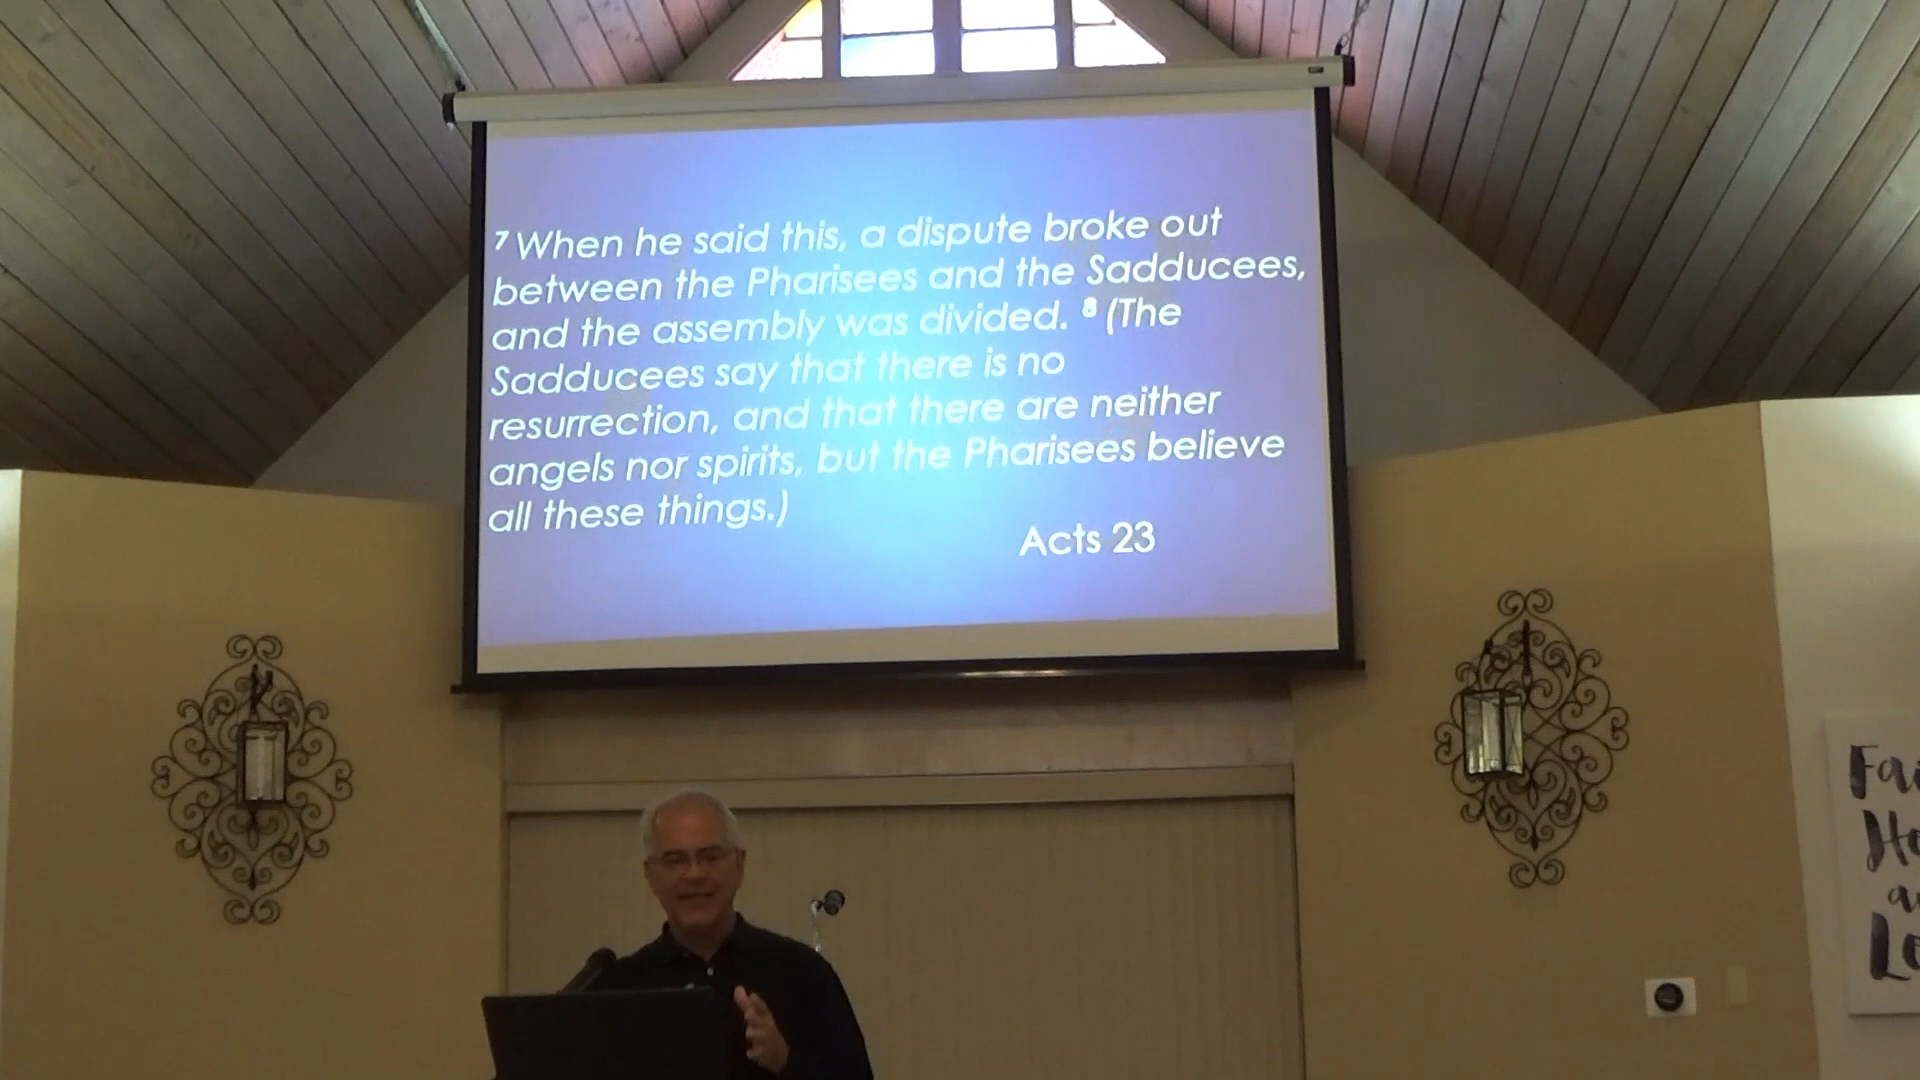 7 When he said this, a dispute broke out
between the Pharisees and the Sadducees,
and the assembly was divided. 8 (The
Sadducees say that there is no
resurrection, and that there are neither
angels nor spirits, but the Pharisees believe
all these things.)
Acts 23